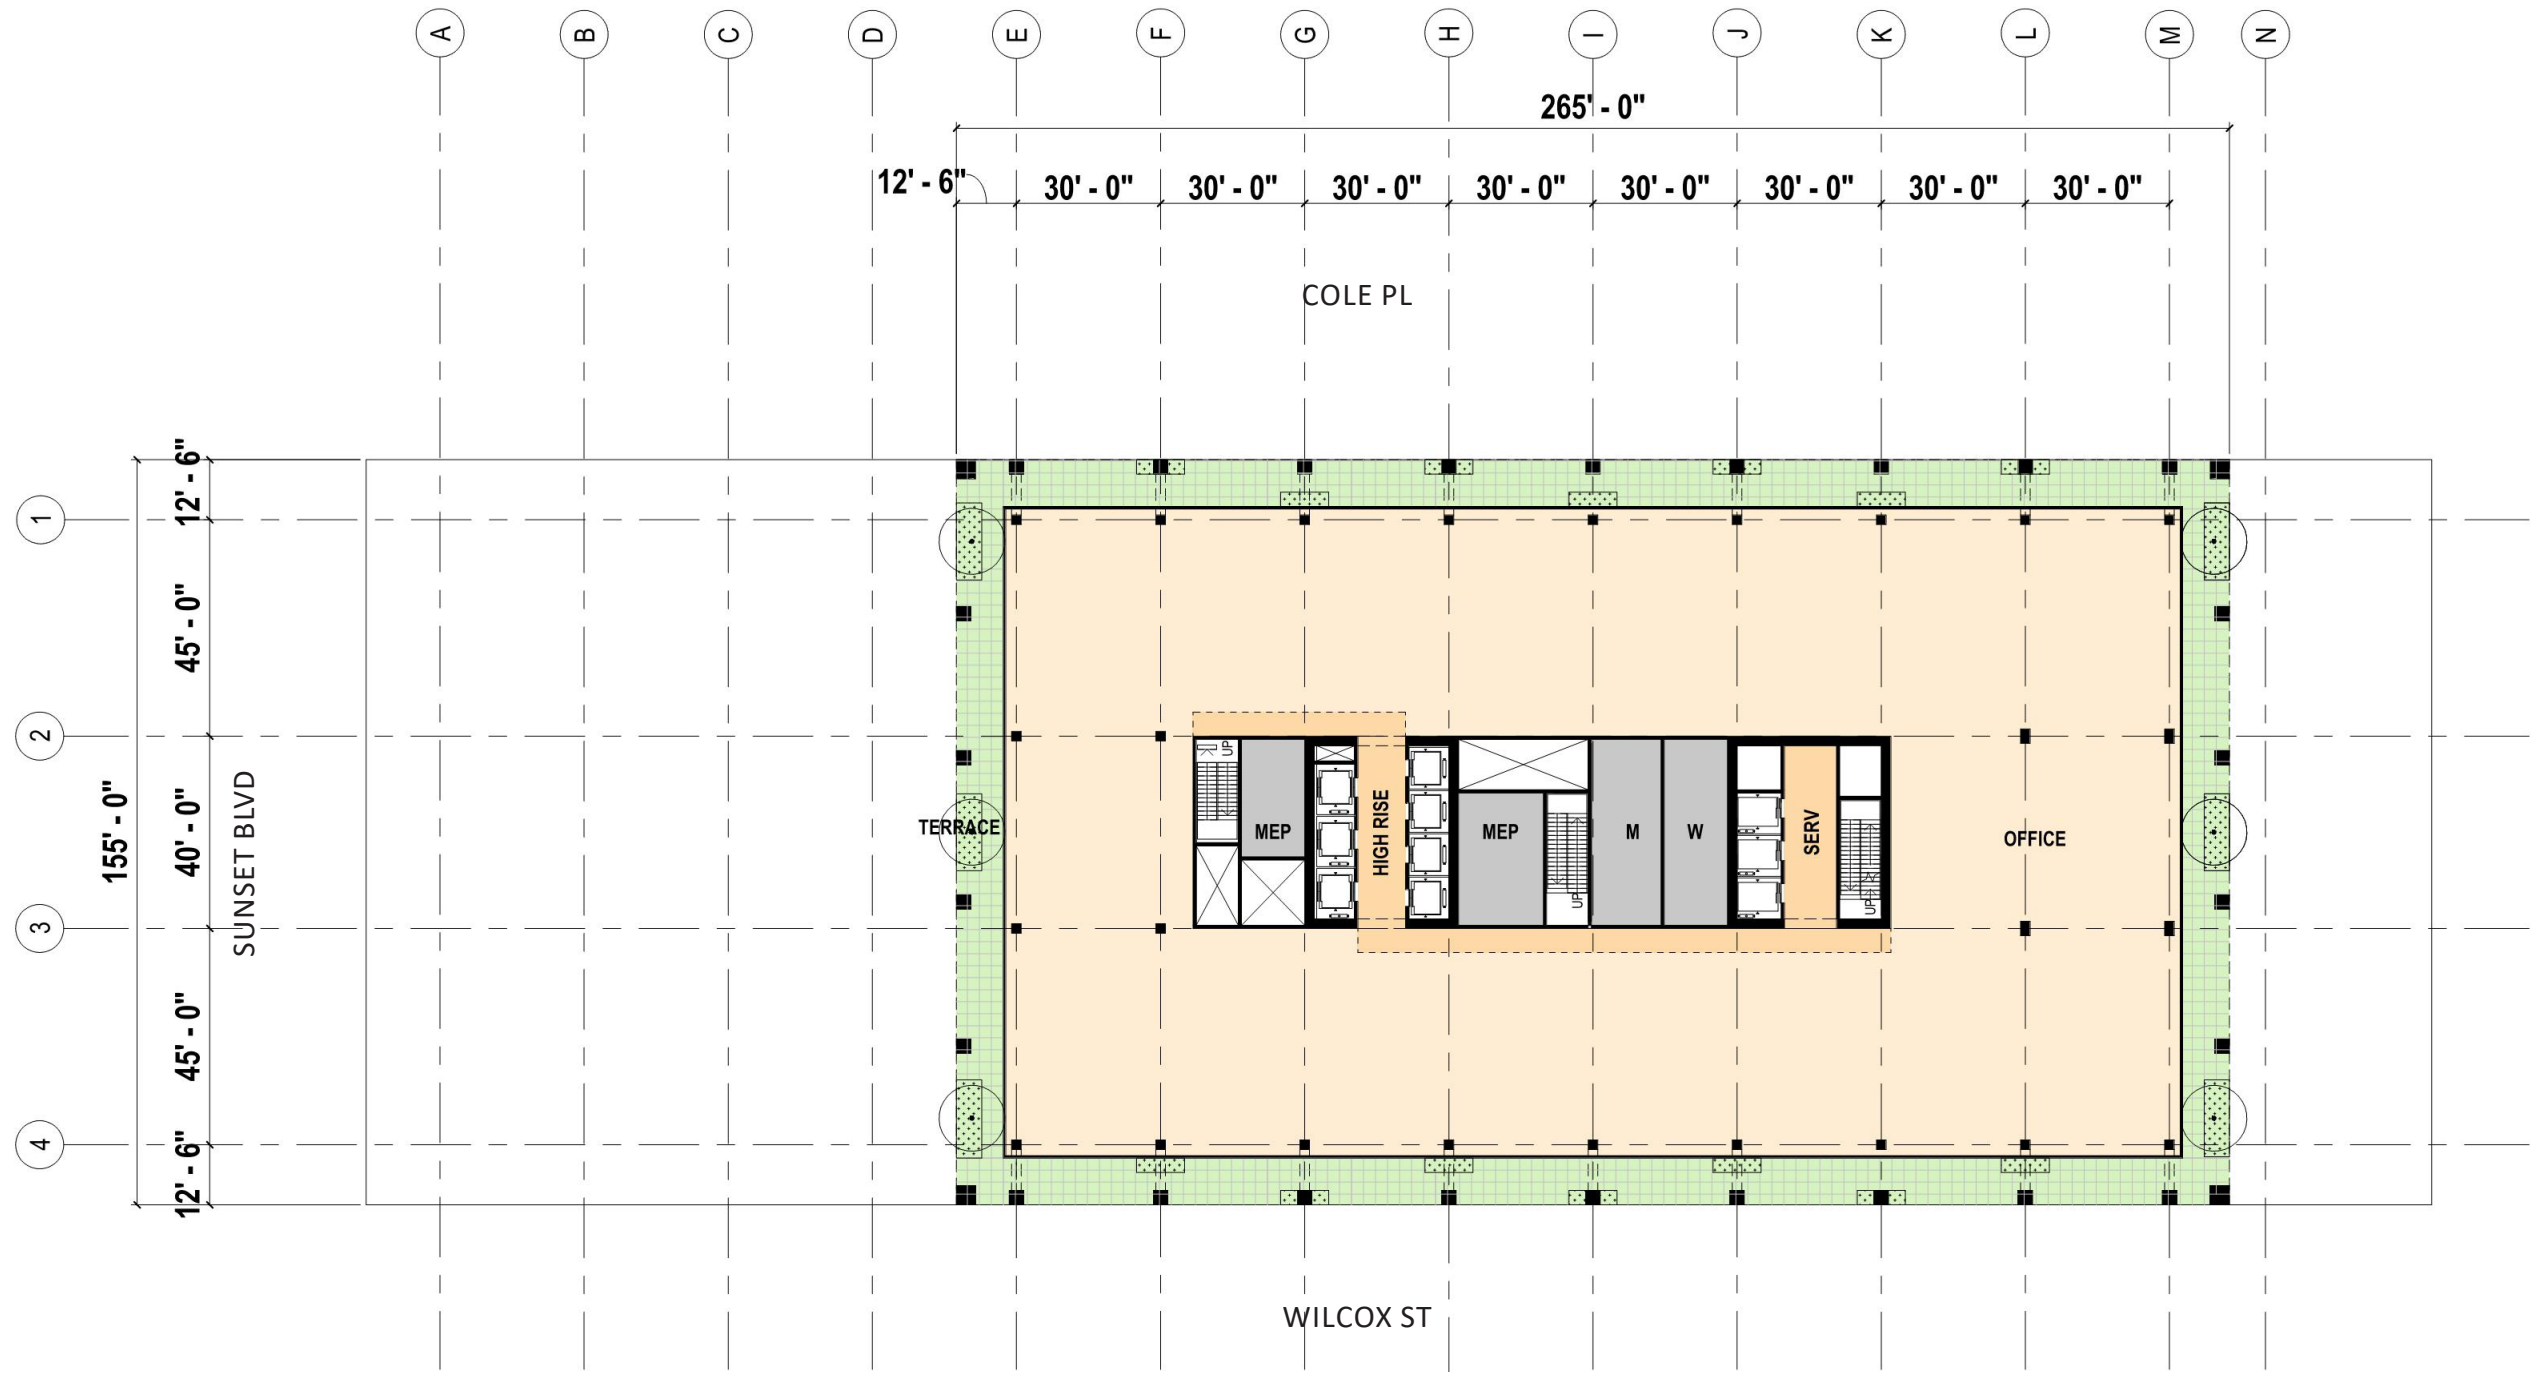 A
B
C
D
E
F
G
H
I
J
K
L
M
N
265' - 0"
12' - 6"
30' - 0"
30' - 0"
30' - 0"
30' - 0"
30' - 0"
30' - 0"
30' - 0"
30' - 0"
COLE PL
12' - 6"
1
45' - 0"
2
155' - 0"
40' - 0"
SUNSET BLVD
3
45' - 0"
4
12' - 6"
UP
TERRACE
MEP
HIGH RISE
MEP
UP
M
W
SERV
UP
OFFICE
WILCOX ST